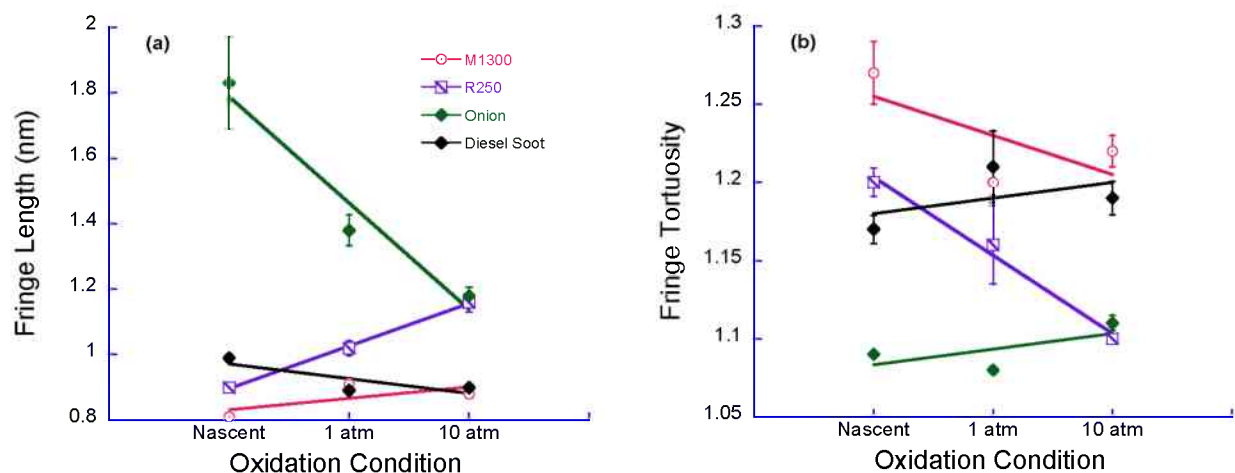 (a)
2
1.8
1.6
1.4
1.2
1
0.8
Fringe Length (nm)
M1300
R250
Onion
Diesel Soot
Nascent 1 atm 10 atm
Oxidation Condition
(b)
1.3
1.25
1.2
1.15
1.1
1.05
Fringe Tortuosity
Nascent 1 atm 10 atm
Oxidation Condition